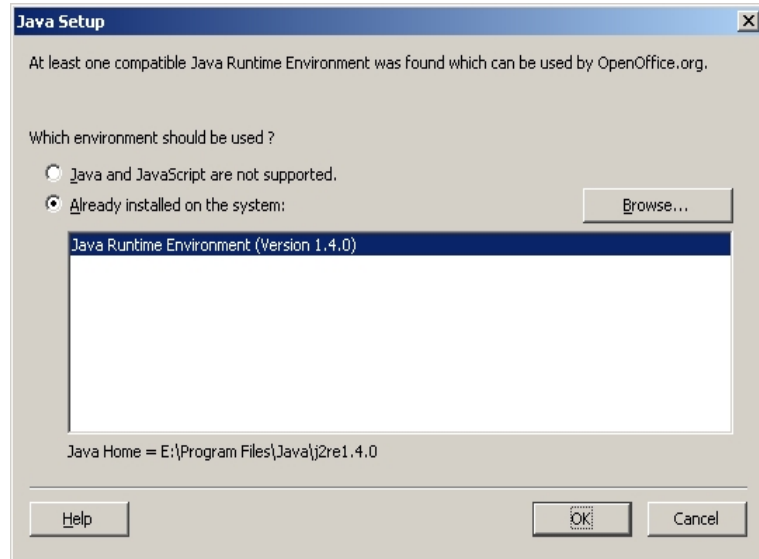 Java Setup
At least one compatible Java Runtime Environment was found which can be used by OpenOffice.org.
Which environment should be used ?
Java and JavaScript are not supported.
Already installed on the system:
Browse...
Java Runtime Environment (Version 1.4.0)
Java Home = E:\Program Files\Java\j2re1.4.0
Help
OK
Cancel